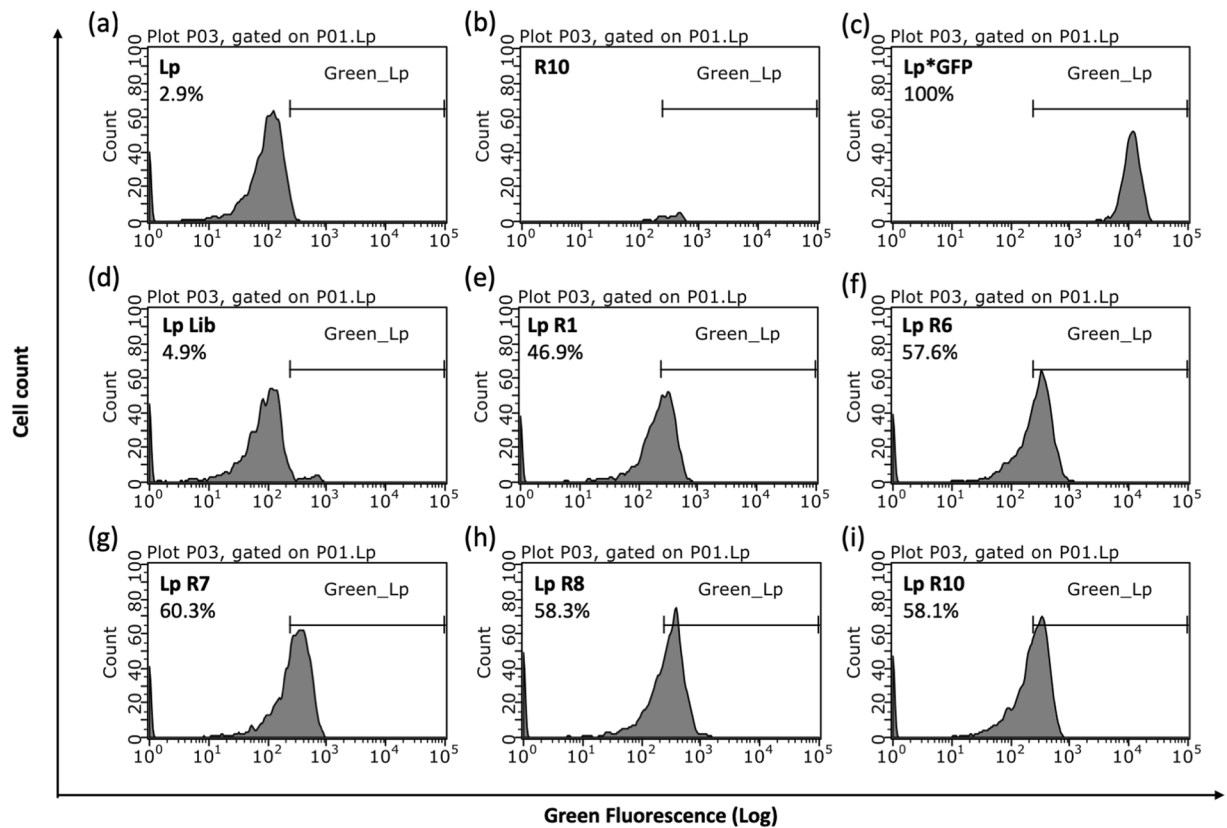 (a)
Plot P03, gated on P01.Lp
Lp
2.9%
Green_Lp
Count
0 20 40 60 80 100
10^0 10^1 10^2 10^3 10^4 10^5
(b)
Plot P03, gated on P01.Lp
R10
Green_Lp
Count
0 20 40 60 80 100
10^0 10^1 10^2 10^3 10^4 10^5
(c)
Plot P03, gated on P01.Lp
Lp*GFP
100%
Green_Lp
Count
0 20 40 60 80 100
10^0 10^1 10^2 10^3 10^4 10^5
(d)
Plot P03, gated on P01.Lp
Lp Lib
4.9%
Green_Lp
Count
0 20 40 60 80 100
10^0 10^1 10^2 10^3 10^4 10^5
(e)
Plot P03, gated on P01.Lp
Lp R1
46.9%
Green_Lp
Count
0 20 40 60 80 100
10^0 10^1 10^2 10^3 10^4 10^5
(f)
Plot P03, gated on P01.Lp
Lp R6
57.6%
Green_Lp
Count
0 20 40 60 80 100
10^0 10^1 10^2 10^3 10^4 10^5
(g)
Plot P03, gated on P01.Lp
Lp R7
60.3%
Green_Lp
Count
0 20 40 60 80 100
10^0 10^1 10^2 10^3 10^4 10^5
(h)
Plot P03, gated on P01.Lp
Lp R8
58.3%
Green_Lp
Count
0 20 40 60 80 100
10^0 10^1 10^2 10^3 10^4 10^5
(i)
Plot P03, gated on P01.Lp
Lp R10
58.1%
Green_Lp
Count
0 20 40 60 80 100
10^0 10^1 10^2 10^3 10^4 10^5
Cell count
Green Fluorescence (Log)